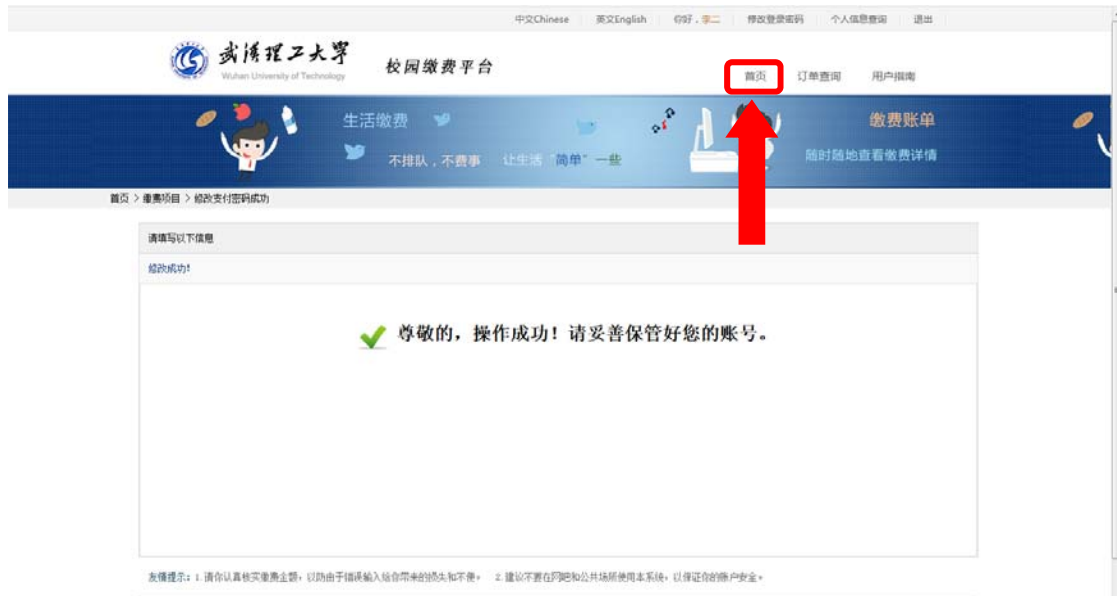 中文Chinese 英文English 你好，李二 修改登录密码 个人信息查询 退出
武汉理工大学
Wuhan University of Technology
校园缴费平台
首页 订单查询 用户指南
生活缴费
不排队，不费事 让生活“简单”一些
缴费账单
随时随地查看缴费详情
首页 > 缴费项目 > 修改支付密码成功
请填写以下信息
修改成功!
尊敬的，操作成功！请妥善保管好您的账号。
友情提示：1.请你认真核实缴费金额，以防由于错误输入给你带来的损失和不便。 2.建议不要在网吧和公共场所使用本系统，以保证你的账户安全。